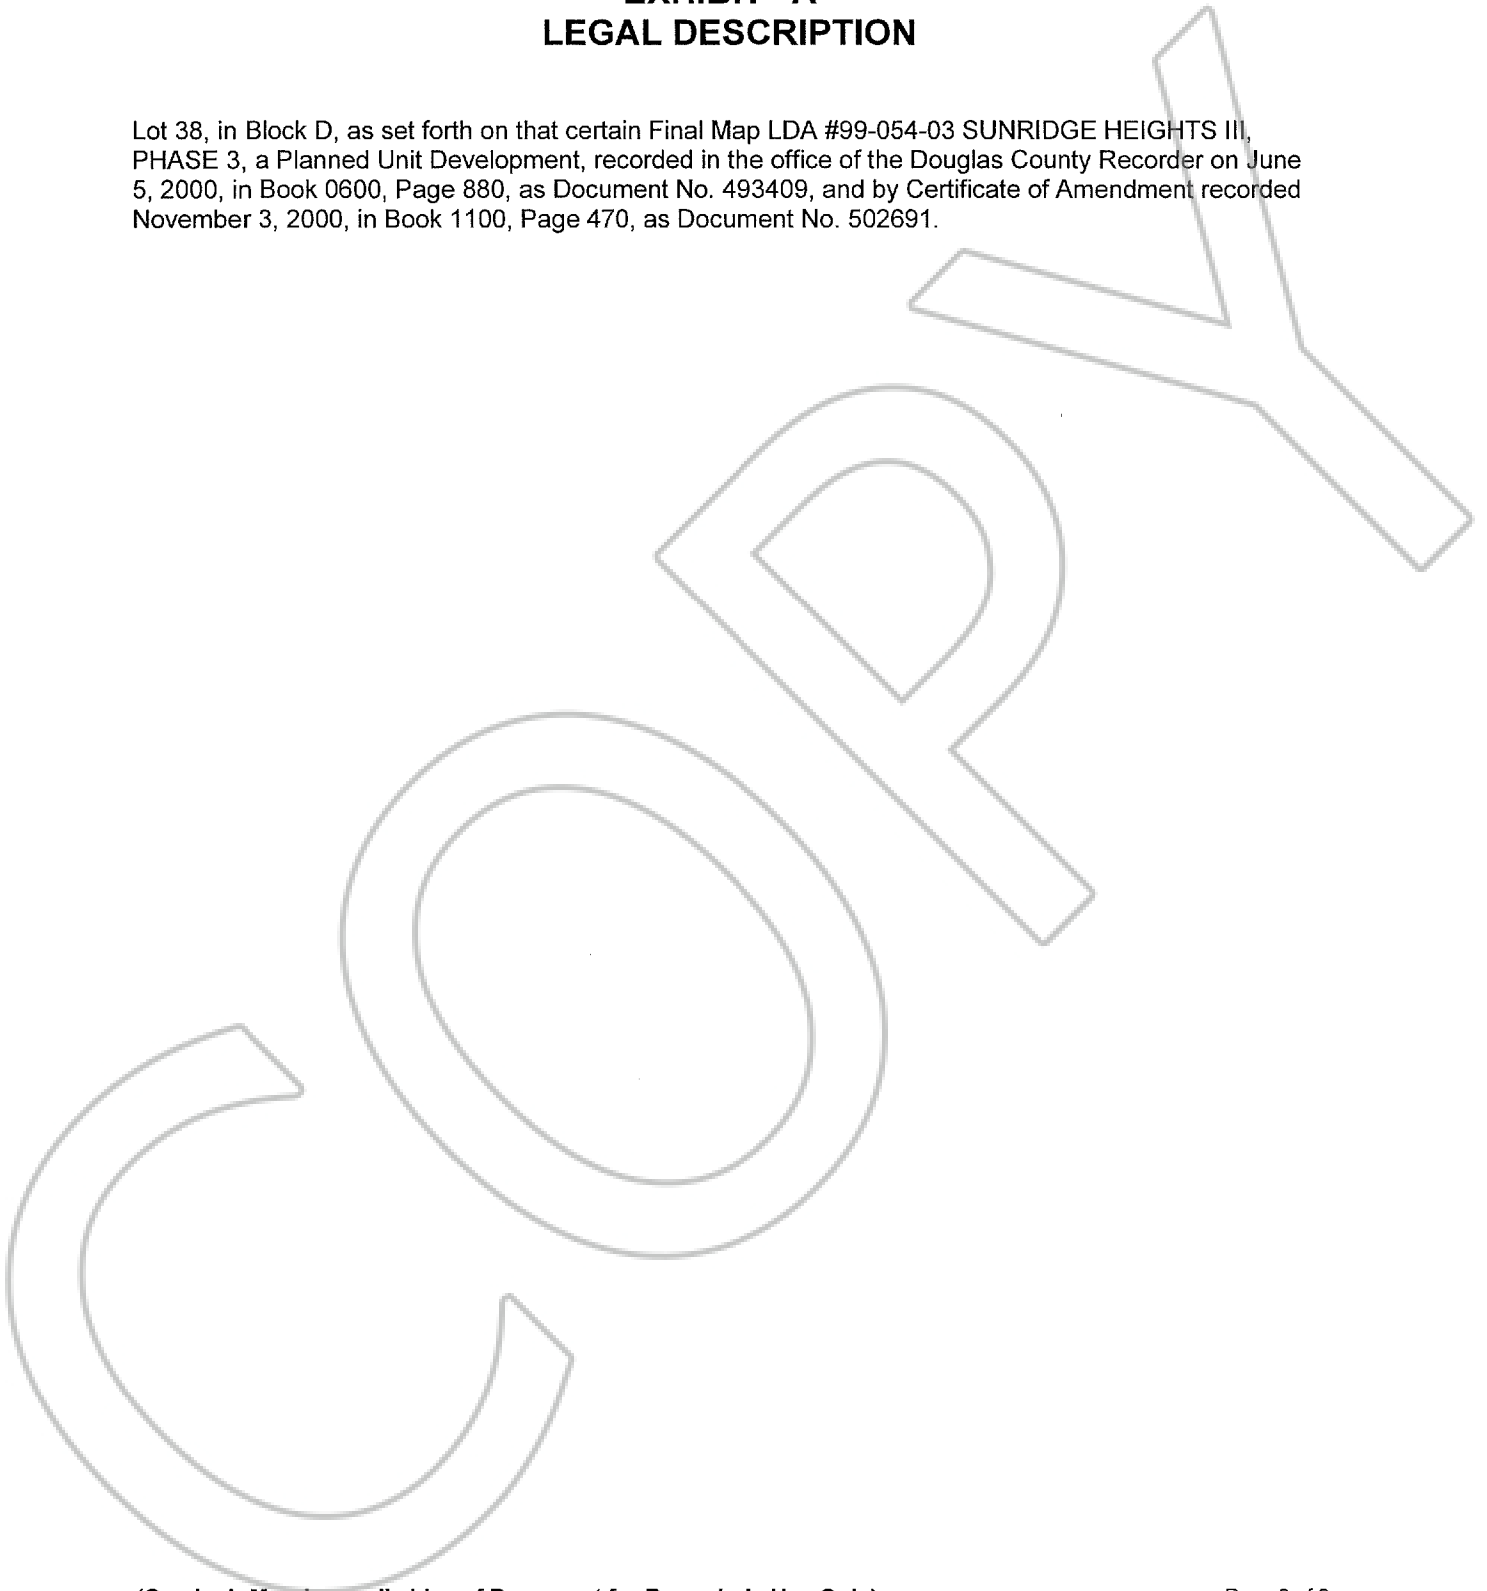 LEGAL DESCRIPTION
Lot 38, in Block D, as set forth on that certain Final Map LDA #99-054-03 SUNRIDGE HEIGHTS III,
PHASE 3, a Planned Unit Development, recorded in the office of the Douglas County Recorder on June
5, 2000, in Book 0600, Page 880, as Document No. 493409, and by Certificate of Amendment recorded
November 3, 2000, in Book 1100, Page 470, as Document No. 502691.
COPY